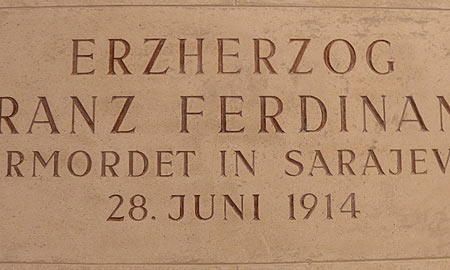 ERZHERZOG
RANZ FERDINAN
RMORDET IN SARAJEV
28. JUNI 1914